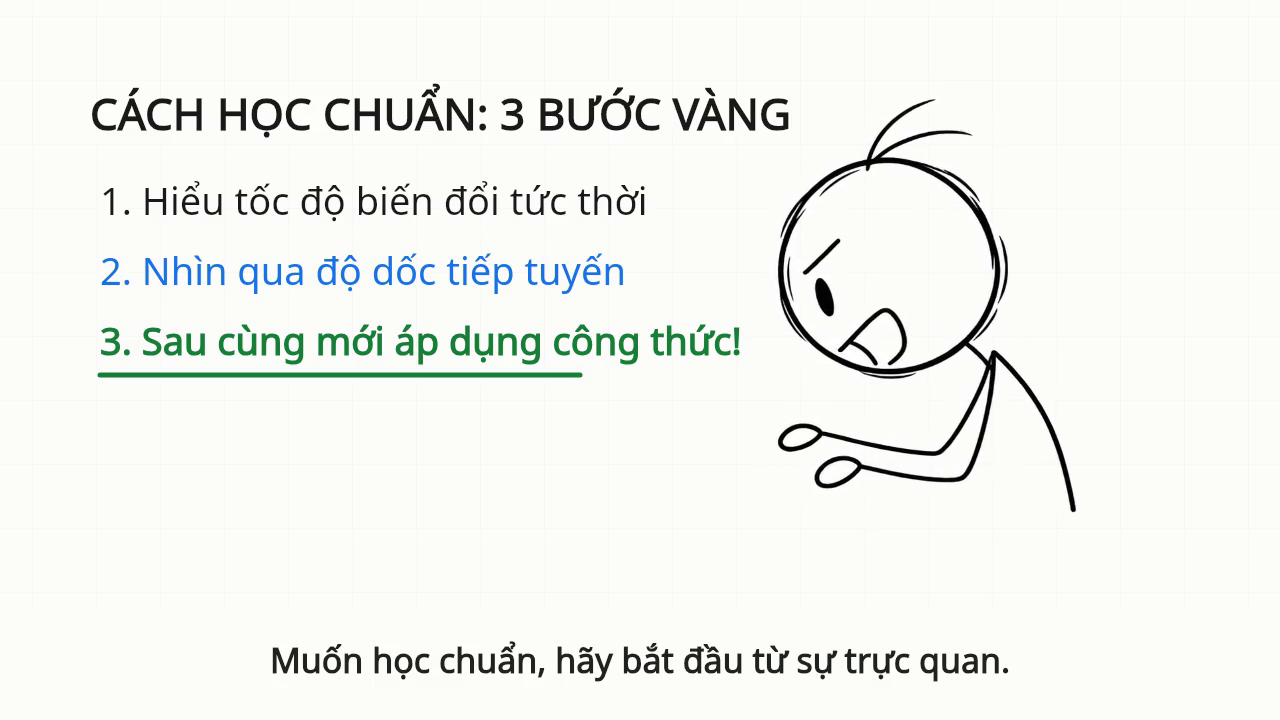 CÁCH HỌC CHUẨN: 3 BƯỚC VÀNG
1. Hiểu tốc độ biến đổi tức thời
2. Nhìn qua độ dốc tiếp tuyến
3. Sau cùng mới áp dụng công thức!
Muốn học chuẩn, hãy bắt đầu từ sự trực quan.